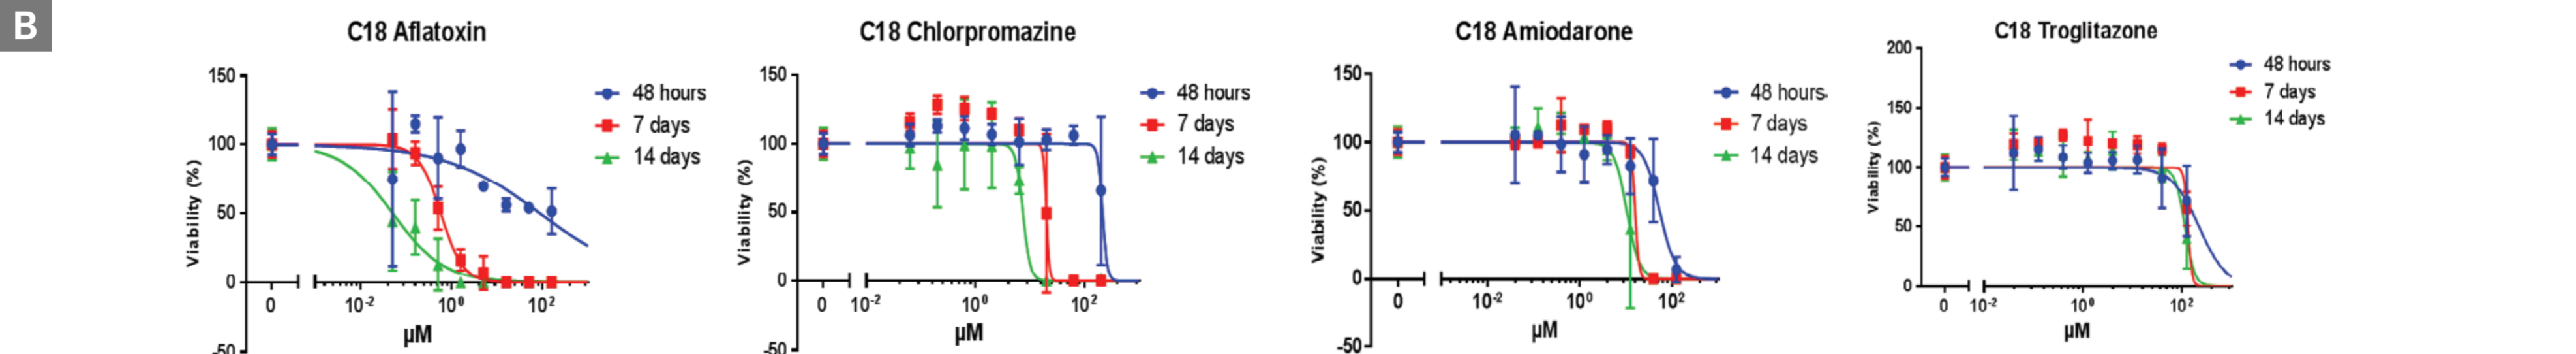 B
C18 Aflatoxin
150
100
50
0
-50
Viability (%)
0
10-2
100
102
µM
48 hours
7 days
14 days
C18 Chlorpromazine
150
100
50
0
-50
Viability (%)
0
10-2
100
102
µM
48 hours
7 days
14 days
C18 Amiodarone
150
100
50
0
-50
Viability (%)
0
10-2
100
102
µM
48 hours
7 days
14 days
C18 Troglitazone
200
150
100
50
0
Viability (%)
0
10-2
100
102
µM
48 hours
7 days
14 days